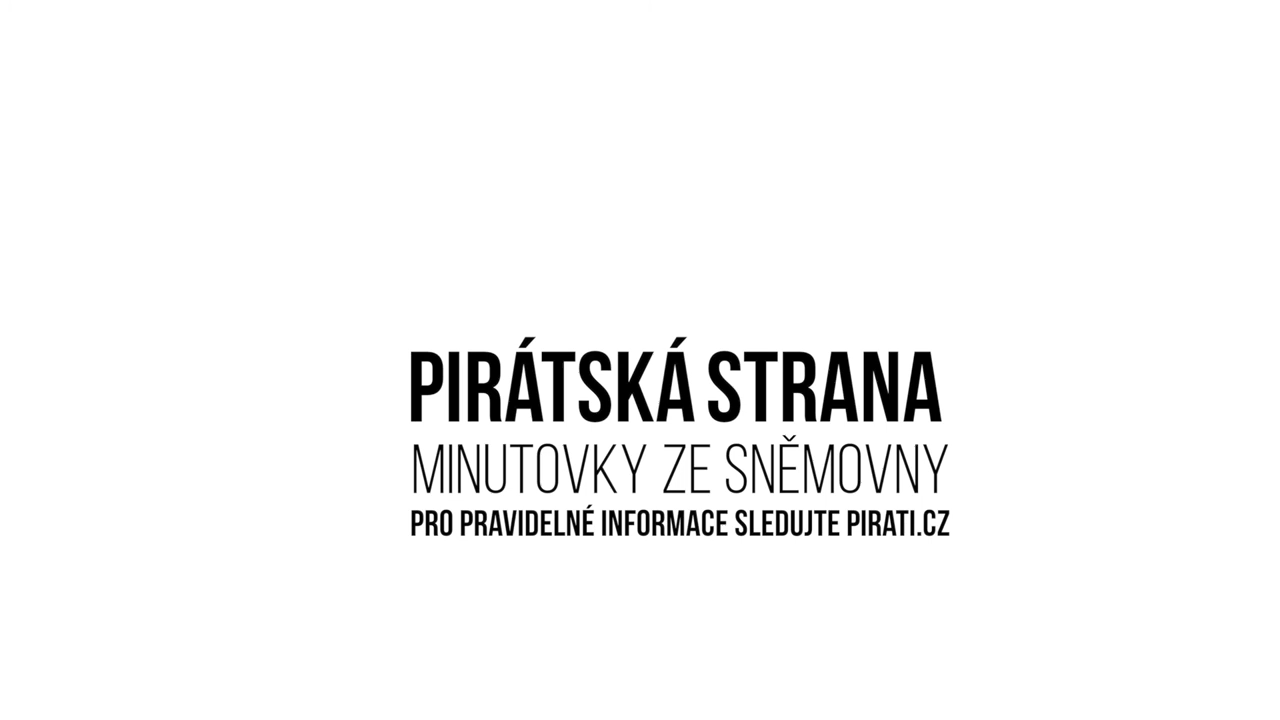 PIRÁTSKÁ STRANA
MINUTOVKY ZE SNĚMOVNY
PRO PRAVIDELNÉ INFORMACE SLEDUJTE PIRATI.CZ